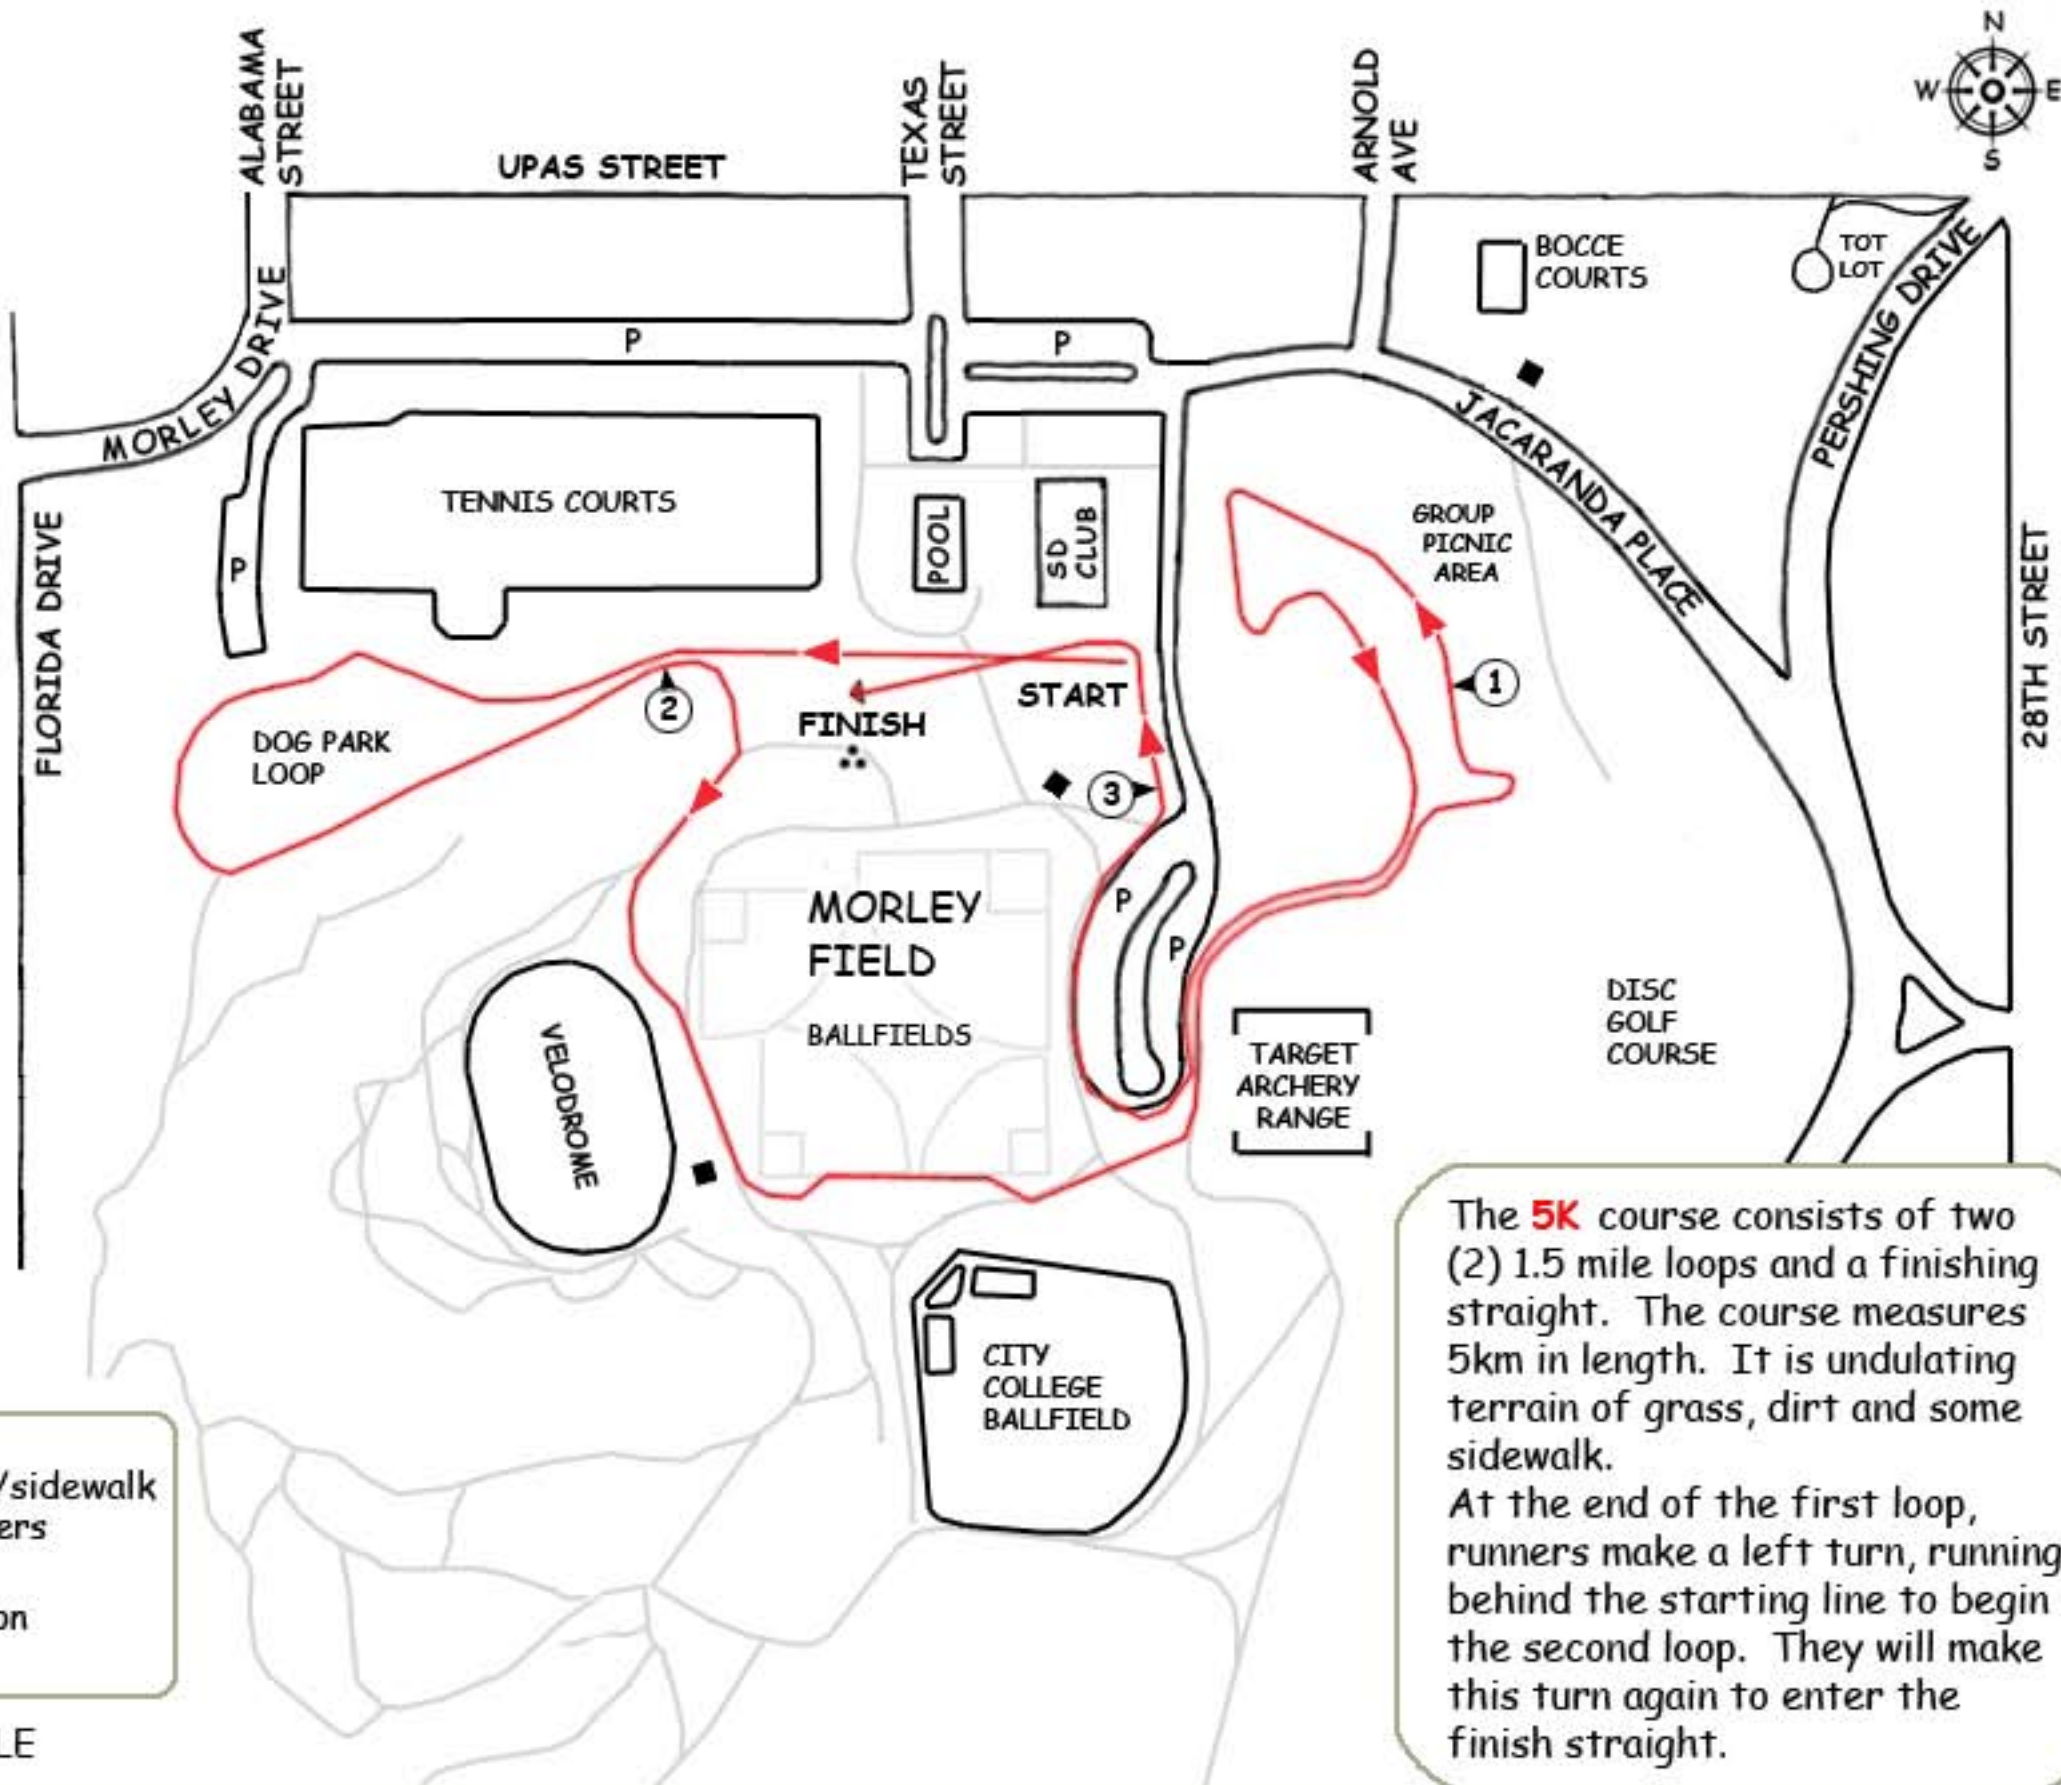 ALABAMA
STREET
UPAS STREET
TEXAS
STREET
ARNOLD
AVE
N
W
E
S
BOCCE
COURTS
TOT
LOT
PERSHING DRIVE
MORLEY DRIVE
P
P
JACARANDA PLACE
TENNIS COURTS
POOL
SD
CLUB
GROUP
PICNIC
AREA
P
FLORIDA DRIVE
28TH STREET
START
1
2
FINISH
DOG PARK
LOOP
3
MORLEY
FIELD
BALLFIELDS
P
P
VELODROME
TARGET
ARCHERY
RANGE
DISC
GOLF
COURSE
CITY
COLLEGE
BALLFIELD
/sidewalk
ers
on
LE
The 5K course consists of two
(2) 1.5 mile loops and a finishing
straight. The course measures
5km in length. It is undulating
terrain of grass, dirt and some
sidewalk.
At the end of the first loop,
runners make a left turn, running
behind the starting line to begin
the second loop. They will make
this turn again to enter the
finish straight.